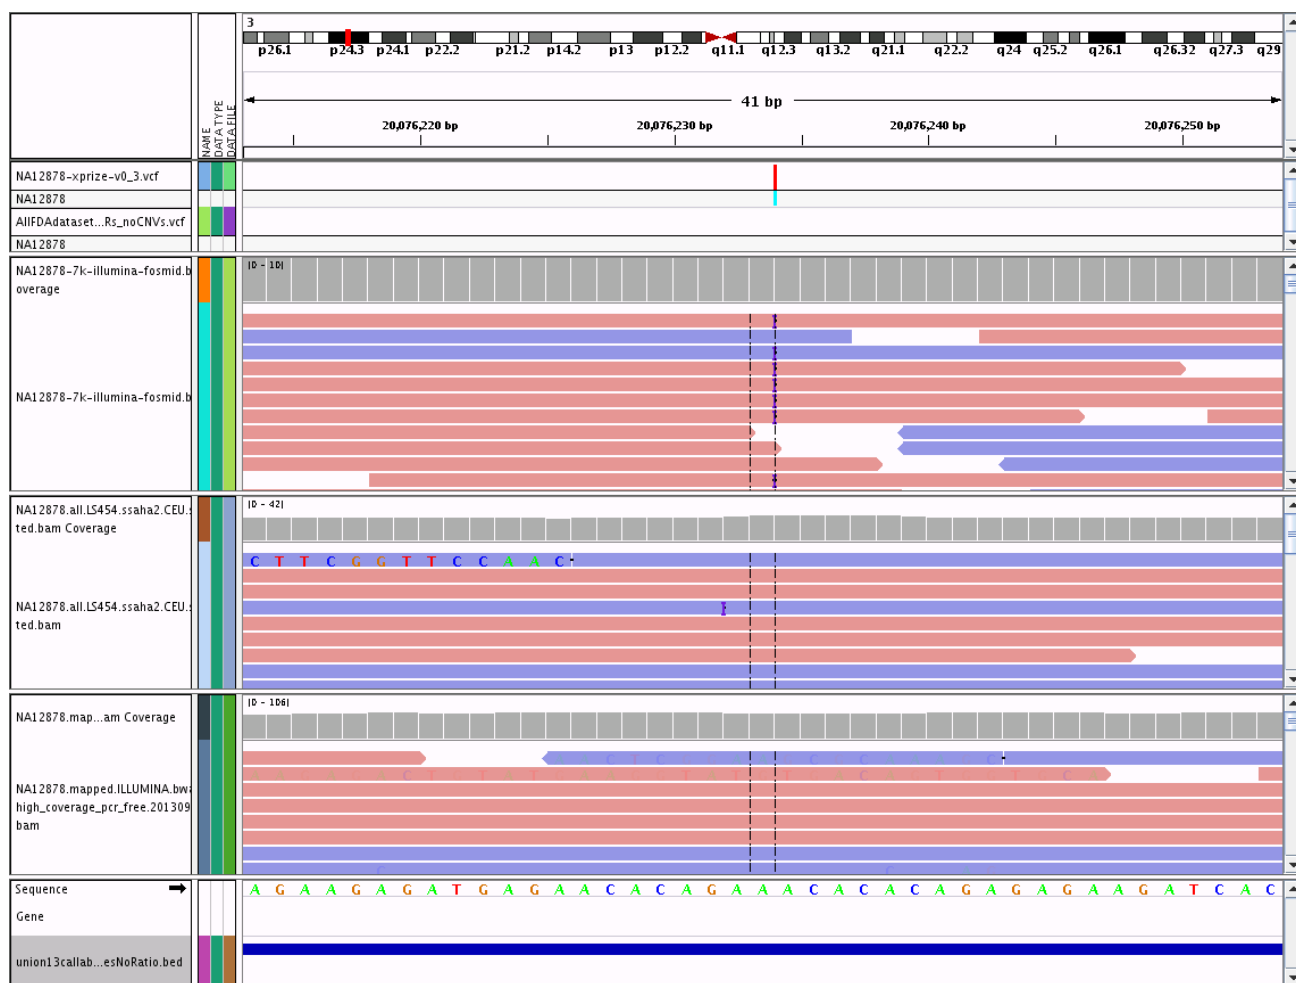 3
p26.1 p24.3 p24.1 p22.2 p21.2 p14.2 p13 p12.2 q11.1 q12.3 q13.2 q21.1 q22.2 q24 q25.2 q26.1 q26.32 q27.3 q29
41 bp
20,076,220 bp 20,076,230 bp 20,076,240 bp 20,076,250 bp
NAME
DATA TYPE
DATA FILE
NA12878-xprize-v0_3.vcf
NA12878
AllFDAdataset...Rs_noCNVs.vcf
NA12878
NA12878-7k-illumina-fosmid.b
overage
[0 - 10]
NA12878-7k-illumina-fosmid.b
NA12878.all.LS454.ssaha2.CEU.s
ted.bam Coverage
[0 - 42]
C T T C G G T T C C A A C
NA12878.all.LS454.ssaha2.CEU.s
ted.bam
NA12878.map...am Coverage
[0 - 106]
NA12878.mapped.ILLUMINA.bwa
high_coverage_pcr_free.201309
bam
Sequence
A G A A G A G A T G A G A A C A C A G A A A C A C A C A G A G A G A A G A T C A C
Gene
union13callab...esNoRatio.bed